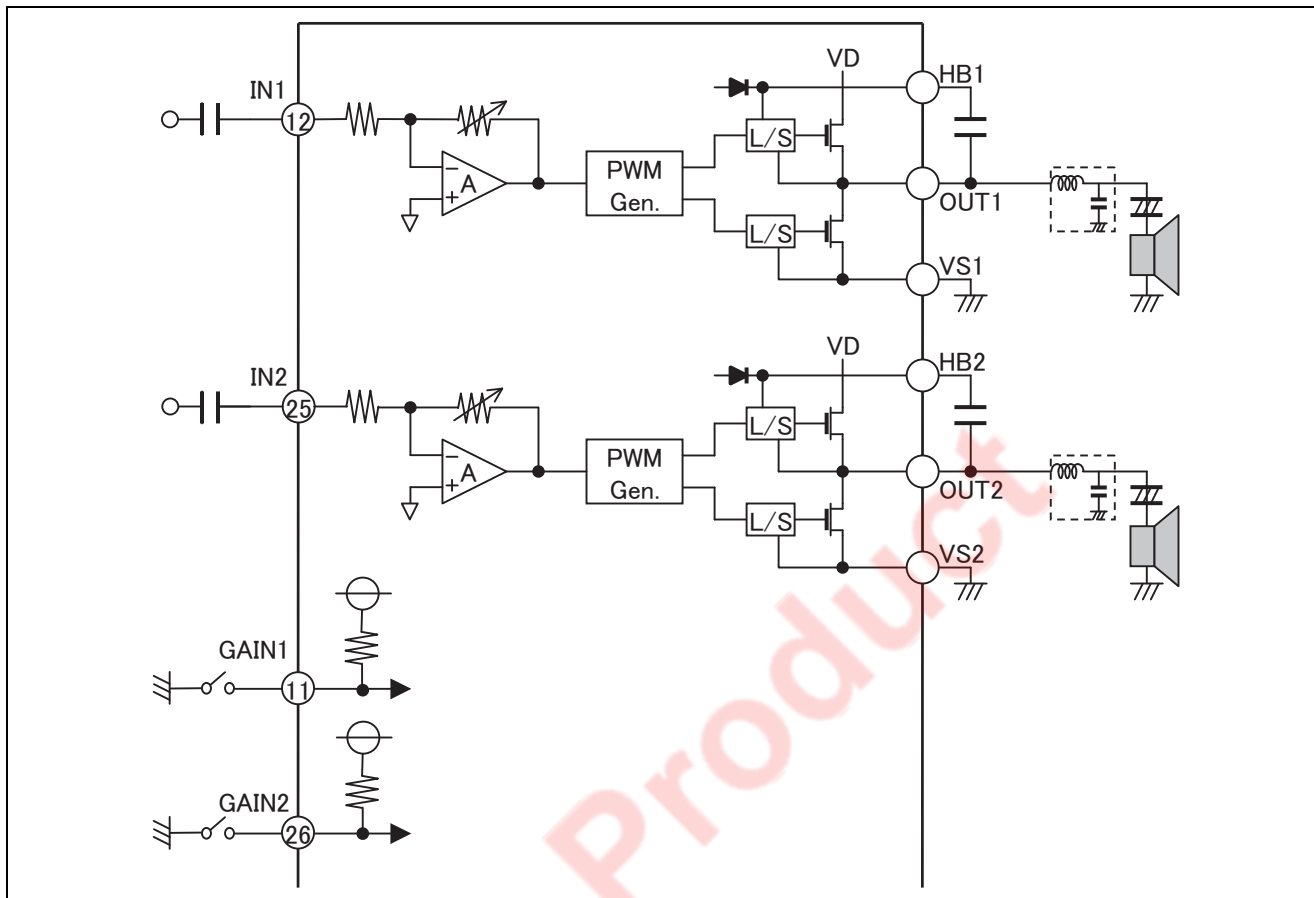 VD
HB1
IN1
12
L/S
A
PWM
Gen.
OUT1
L/S
VS1
VD
HB2
IN2
25
L/S
A
PWM
Gen.
OUT2
L/S
VS2
GAIN1
11
GAIN2
26
Product